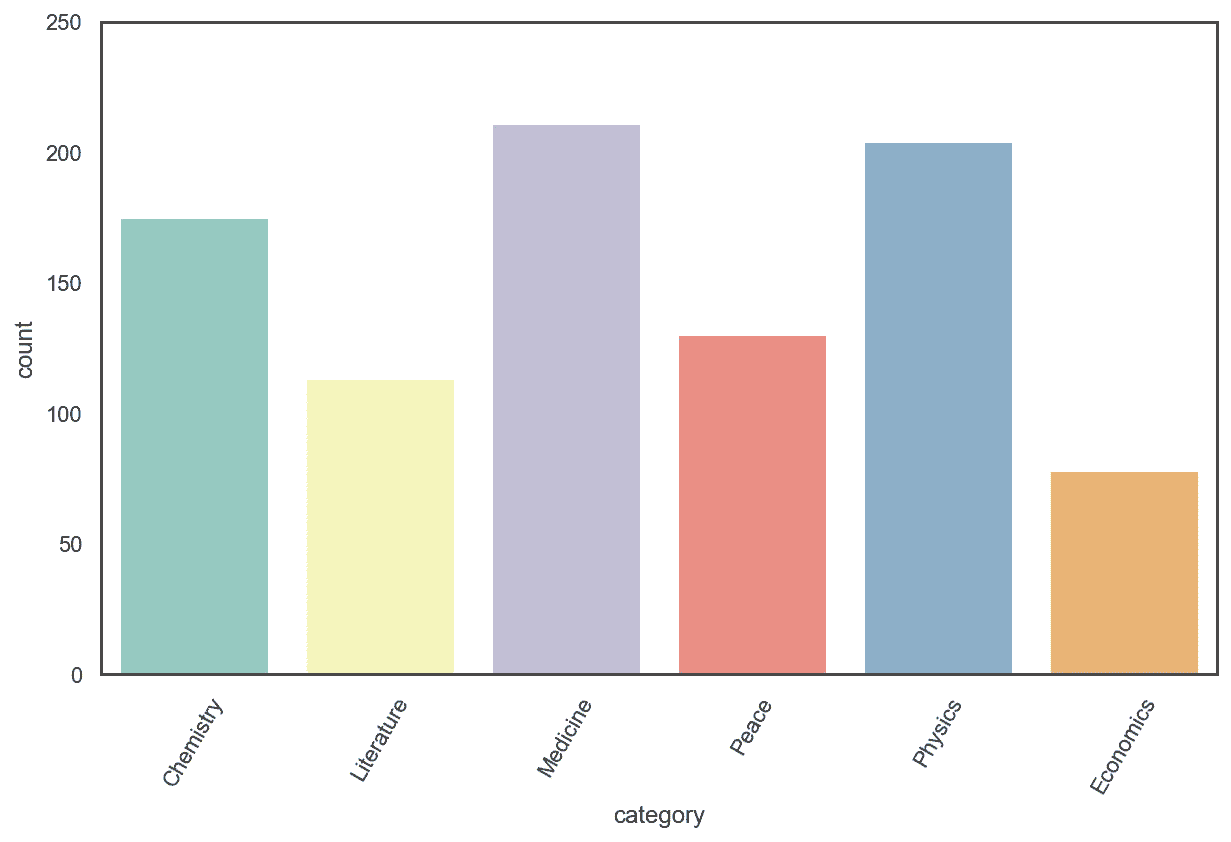 250
200
150
100
50
0
count
Chemistry
Literature
Medicine
Peace
Physics
Economics
category